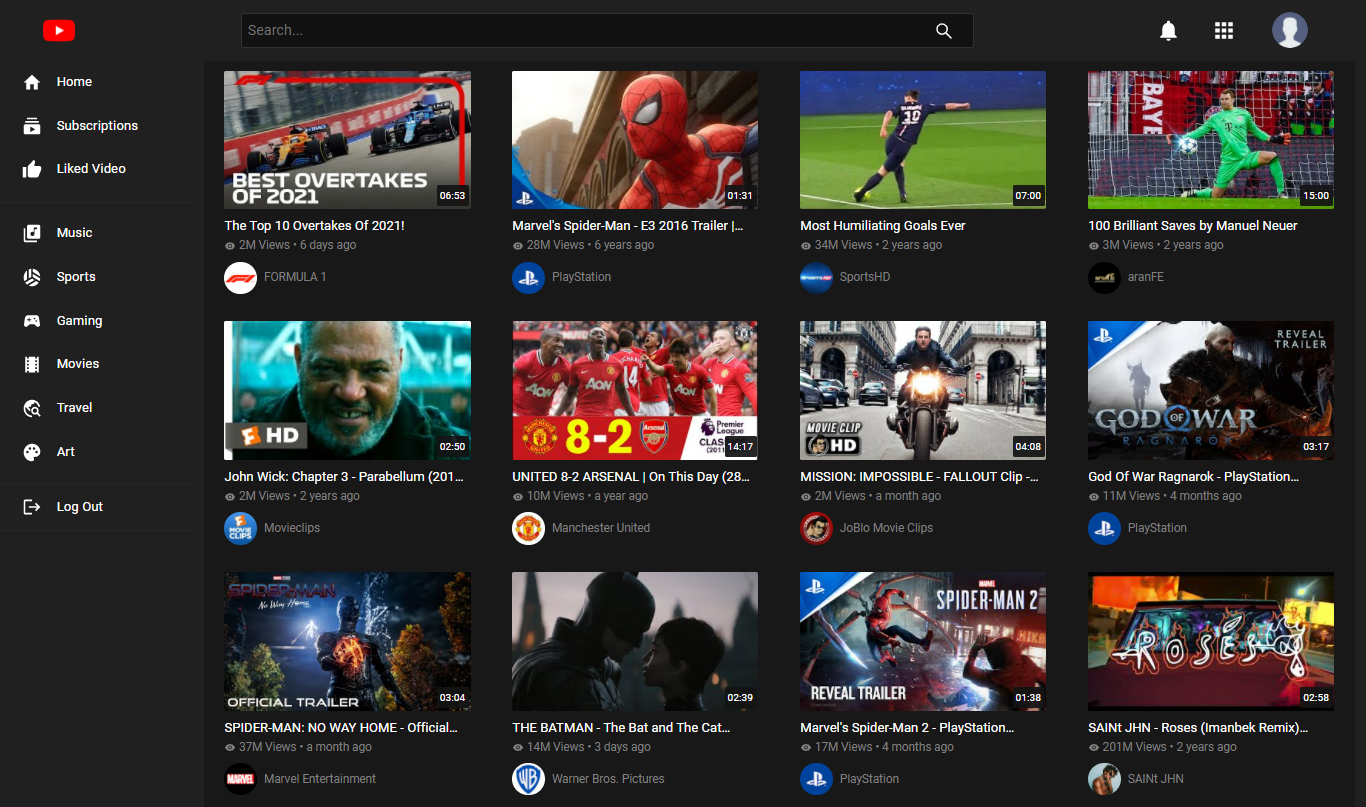 Search...
Home
Subscriptions
Liked Video
Music
Sports
Gaming
Movies
Travel
Art
Log Out
BEST OVERTAKES
OF 2021
06:53
The Top 10 Overtakes Of 2021!
2M Views • 6 days ago
FORMULA 1
01:31
Marvel's Spider-Man - E3 2016 Trailer |...
28M Views • 6 years ago
PlayStation
10
07:00
Most Humiliating Goals Ever
34M Views • 2 years ago
SportsHD
BAYE
15:00
100 Brilliant Saves by Manuel Neuer
3M Views • 2 years ago
aranFE
HD
02:50
John Wick: Chapter 3 - Parabellum (201...
2M Views • 2 years ago
MOVIE
CLIPS
Movieclips
AON
14
AON
8-2
Arsenal
Premier
League
CLAS
14:17
UNITED 8-2 ARSENAL | On This Day (28...
10M Views • a year ago
Manchester United
MOVIE CLIP
HD
04:08
MISSION: IMPOSSIBLE - FALLOUT Clip -...
2M Views • a month ago
JoBlo Movie Clips
REVEAL
TRAILER
GOD OF WAR
RAGNARÖK
03:17
God Of War Ragnarok - PlayStation...
11M Views • 4 months ago
PlayStation
SPIDER-MAN
No Way Home
OFFICIAL TRAILER
03:04
SPIDER-MAN: NO WAY HOME - Official...
37M Views • a month ago
MARVEL
Marvel Entertainment
02:39
THE BATMAN - The Bat and The Cat...
14M Views • 3 days ago
WB
Warner Bros. Pictures
MARVEL
SPIDER-MAN 2
REVEAL TRAILER
01:38
Marvel's Spider-Man 2 - PlayStation...
17M Views • 4 months ago
PlayStation
ROSES
02:58
SAINt JHN - Roses (Imanbek Remix)...
201M Views • 2 years ago
SAINt JHN